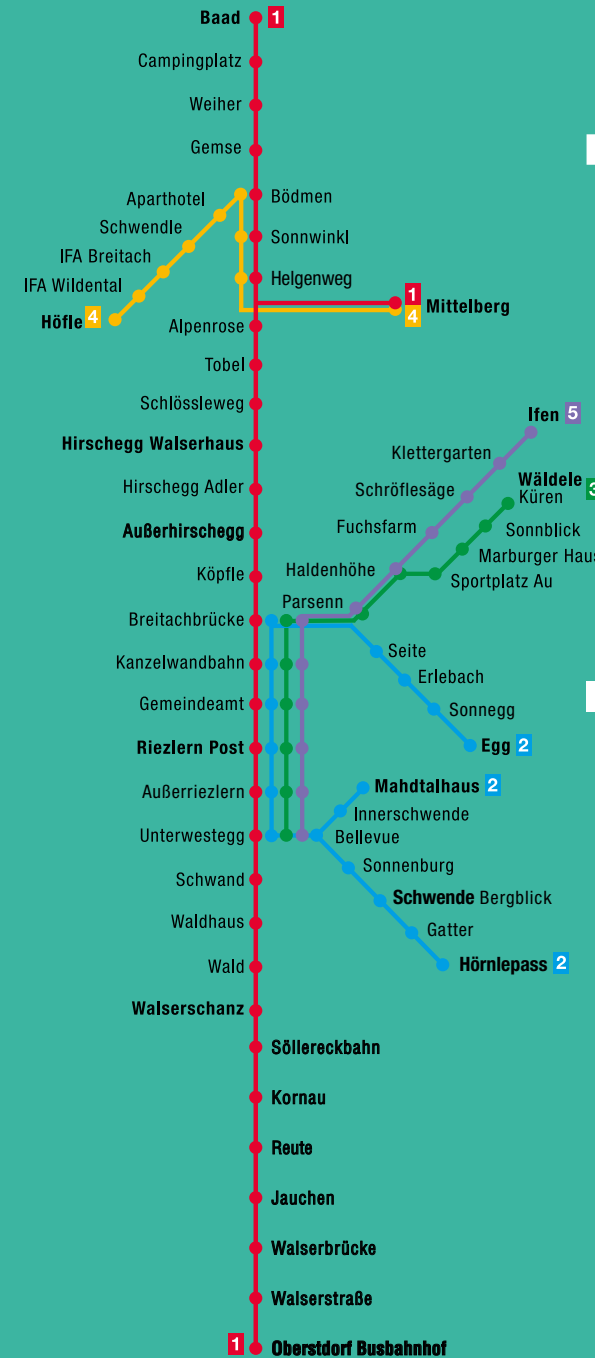 Baad 1
Campingplatz
Weiher
Gemse
Aparthotel
Bödmen
Schwendle
Sonnwinkl
IFA Breitach
IFA Wildental
Helgenweg
Höfle 4
1
4 Mittelberg
Alpenrose
Tobel
Schlössleweg
Ifen 5
Hirschegg Walserhaus
Klettergarten
Hirschegg Adler
Schröflesäge
Wäldele 3
Küren
Außerhirschegg
Fuchsfarm
Sonnblick
Marburger Haus
Köpfle
Haldenhöhe
Sportplatz Au
Parsenn
Breitachbrücke
Seite
Kanzelwandbahn
Erlebach
Gemeindeamt
Sonnegg
Riezlern Post
Egg 2
Außerriezlern
Mahdtalhaus 2
Innerschwende
Unterwestegg
Bellevue
Sonnenburg
Schwand
Schwende Bergblick
Waldhaus
Gatter
Wald
Hörnlepass 2
Walserschanz
Söllereckbahn
Kornau
Reute
Jauchen
Walserbrücke
Walserstraße
1 Oberstdorf Busbahnhof